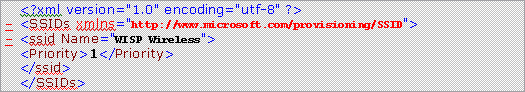 <?xml version="1.0" encoding="utf-8" ?>
- <SSIDs xmlns="http://www.microsoft.com/provisioning/SSID">
- <ssid Name="WISP Wireless">
<Priority>1</Priority>
</ssid>
</SSIDs>